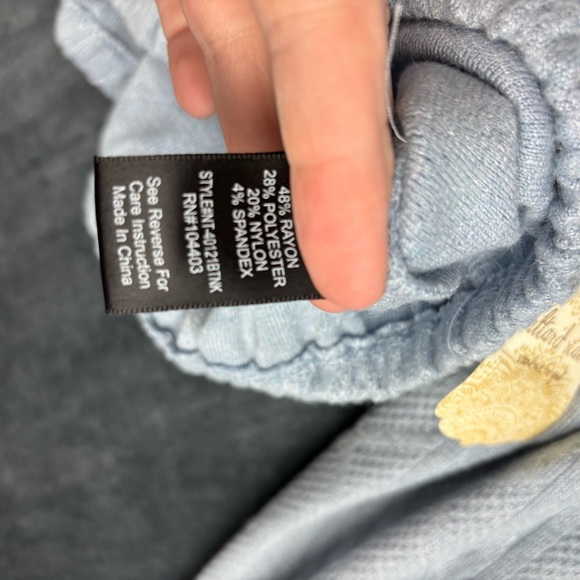 48% RAYON
28% POLYESTER
20% NYLON
4% SPANDEX
STYLE#NT-#0121BTNK
RN#104403
See Reverse For
Care Instruction
Made In China